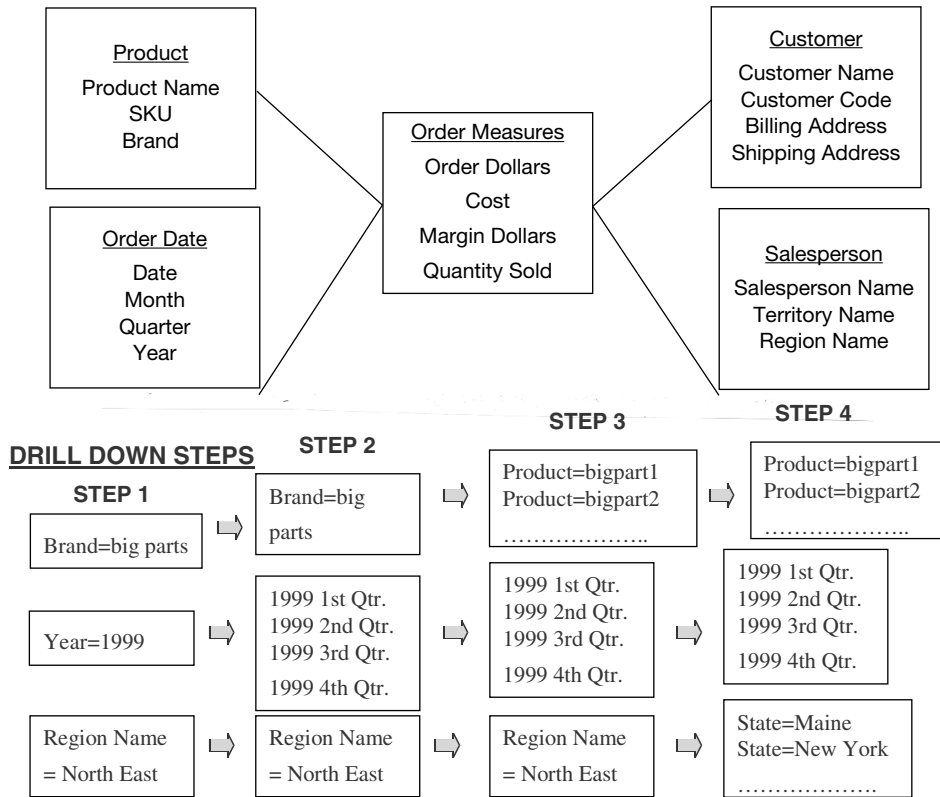 Product
Product Name
SKU
Brand
Order Date
Date
Month
Quarter
Year
Order Measures
Order Dollars
Cost
Margin Dollars
Quantity Sold
Customer
Customer Name
Customer Code
Billing Address
Shipping Address
Salesperson
Salesperson Name
Territory Name
Region Name
DRILL DOWN STEPS
STEP 1
STEP 2
STEP 3
STEP 4
Brand=big parts
Brand=big
parts
Product=bigpart1
Product=bigpart2
………………..
Product=bigpart1
Product=bigpart2
………………..
Year=1999
1999 1st Qtr.
1999 2nd Qtr.
1999 3rd Qtr.
1999 4th Qtr.
1999 1st Qtr.
1999 2nd Qtr.
1999 3rd Qtr.
1999 4th Qtr.
1999 1st Qtr.
1999 2nd Qtr.
1999 3rd Qtr.
1999 4th Qtr.
Region Name
= North East
Region Name
= North East
Region Name
= North East
State=Maine
State=New York
………………..